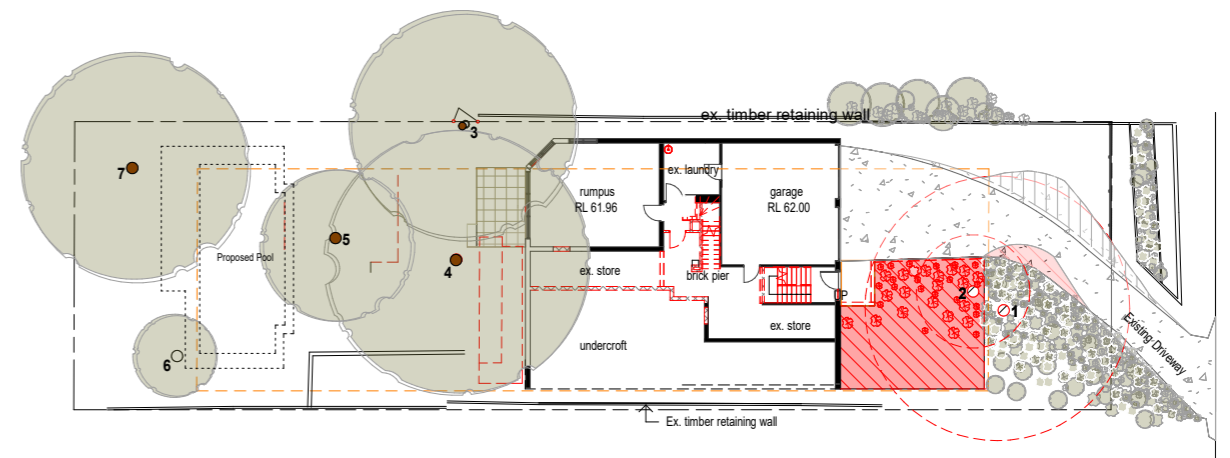 ex. timber retaining wall
3
7
ex. laundry
rumpus
RL 61.96
garage
RL 62.00
5
Proposed Pool
4
ex. store
brick pier
2
P
1
ex. store
Existing Driveway
undercroft
6
Ex. timber retaining wall